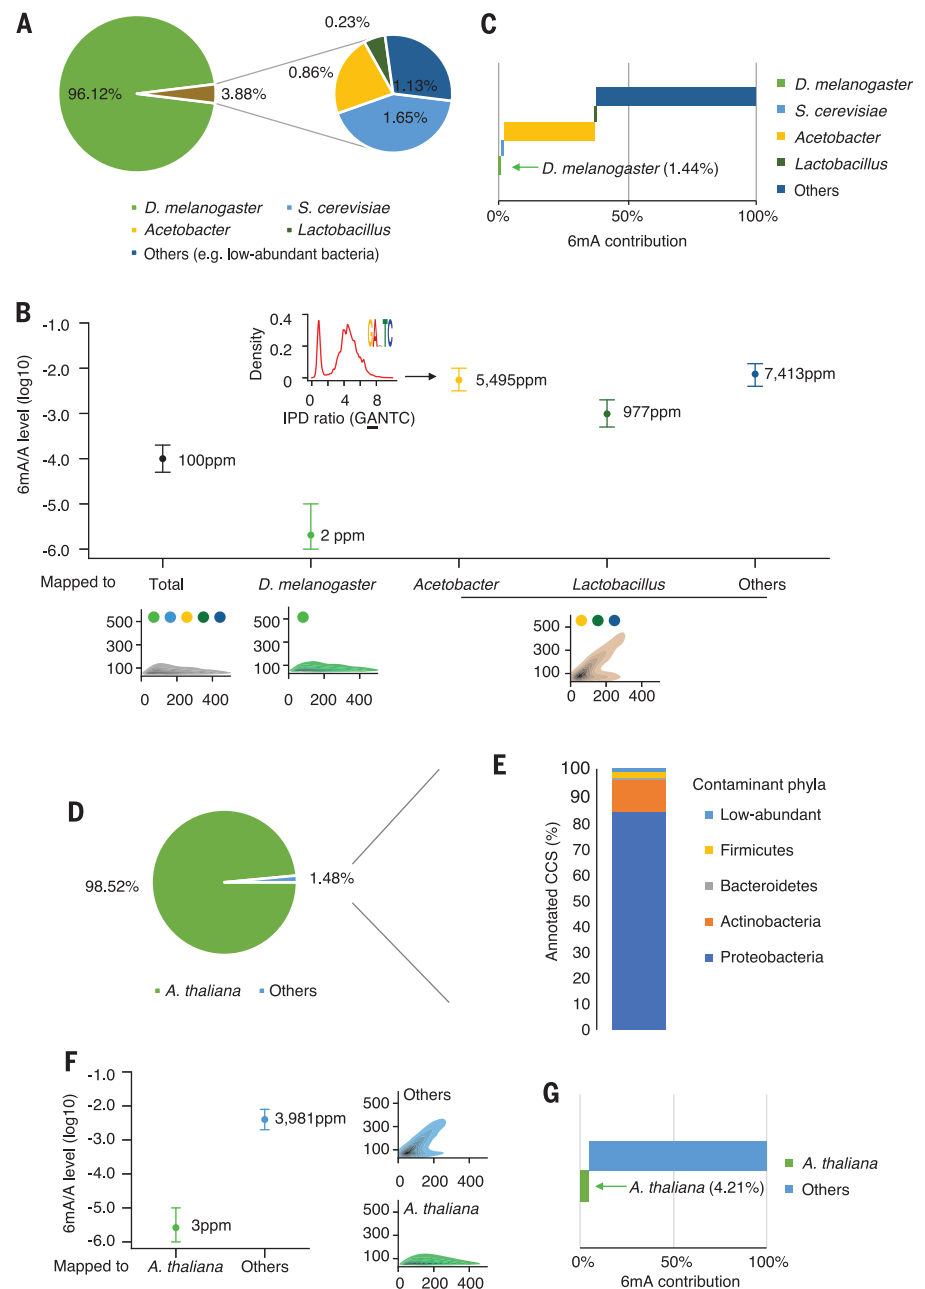 A
0.23%
0.86%
96.12%
3.88%
1.13%
1.65%
D. melanogaster
S. cerevisiae
Acetobacter
Lactobacillus
Others (e.g. low-abundant bacteria)
C
D. melanogaster
S. cerevisiae
Acetobacter
Lactobacillus
Others
D. melanogaster (1.44%)
0%
50%
100%
6mA contribution
B
6mA/A level (log10)
-1.0
-2.0
-3.0
-4.0
-5.0
-6.0
Density
0.4
0.2
0
0 4 8
IPD ratio (GANTC)
GA TC
100ppm
2 ppm
5,495ppm
977ppm
7,413ppm
Mapped to
Total
D. melanogaster
Acetobacter
Lactobacillus
Others
500
300
100
0 200 400
500
300
100
0 200 400
500
300
100
0 200 400
D
98.52%
1.48%
A. thaliana
Others
E
Annotated CCS (%)
100
90
80
70
60
50
40
30
20
10
0
Contaminant phyla
Low-abundant
Firmicutes
Bacteroidetes
Actinobacteria
Proteobacteria
F
6mA/A level (log10)
-1.0
-2.0
-3.0
-4.0
-5.0
-6.0
3ppm
3,981ppm
Mapped to
A. thaliana
Others
Others
500
300
100
0 200 400
A. thaliana
500
300
100
0 200 400
G
A. thaliana (4.21%)
A. thaliana
Others
0%
50%
100%
6mA contribution